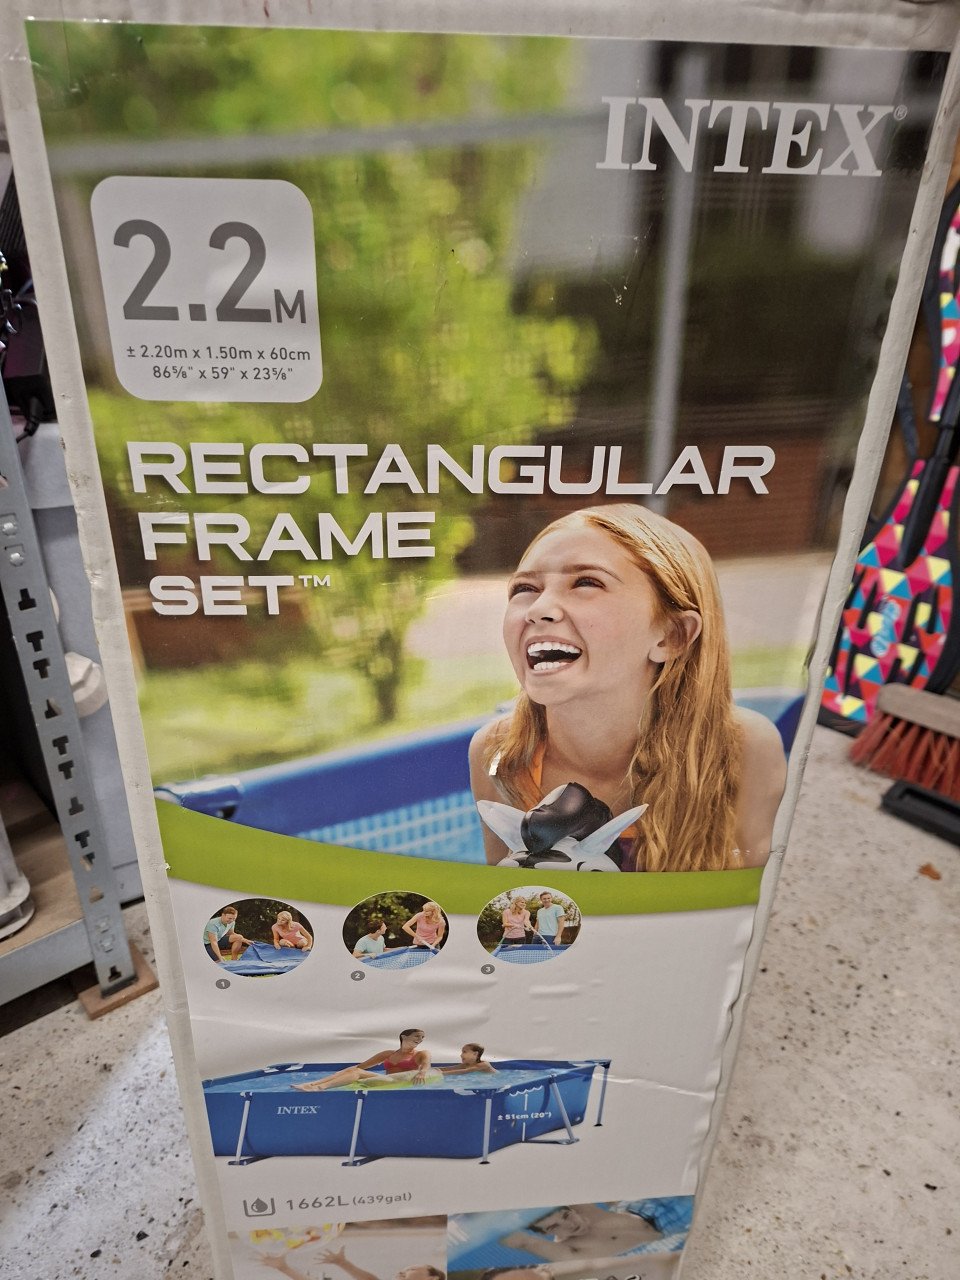 INTEX®
2.2M
± 2.20m x 1.50m x 60cm
86⅝" x 59" x 23⅝"
RECTANGULAR
FRAME
SET™
1
2
3
INTEX®
± 51cm (20")
1662L (439gal)